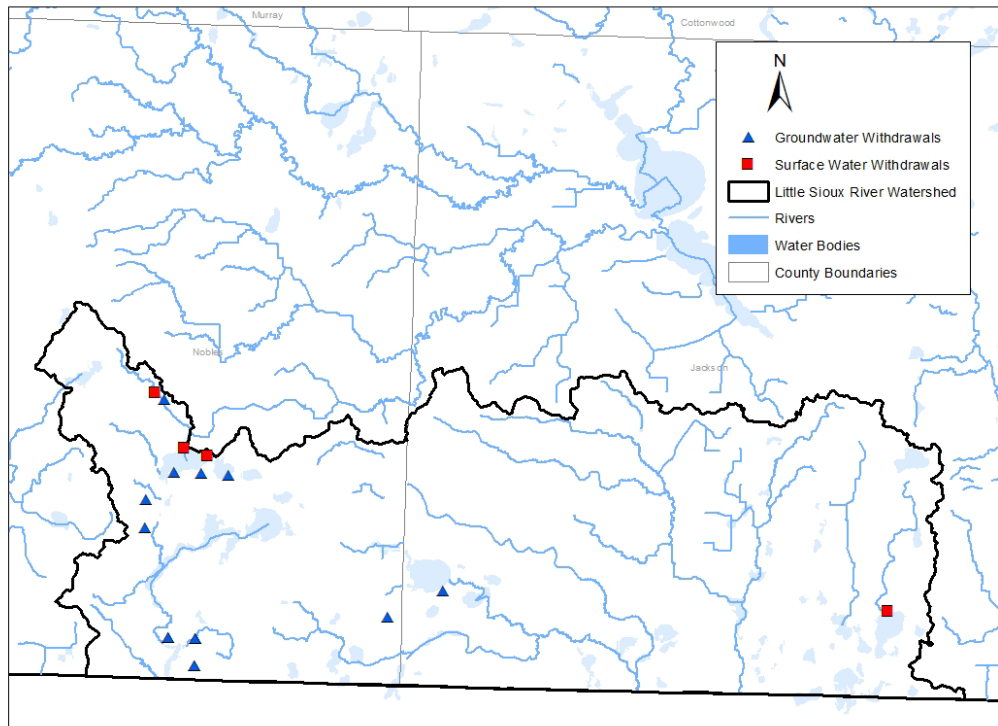 Murray
Cottonwood
N
Groundwater Withdrawals
Surface Water Withdrawals
Little Sioux River Watershed
Rivers
Water Bodies
County Boundaries
Nobles
Jackson